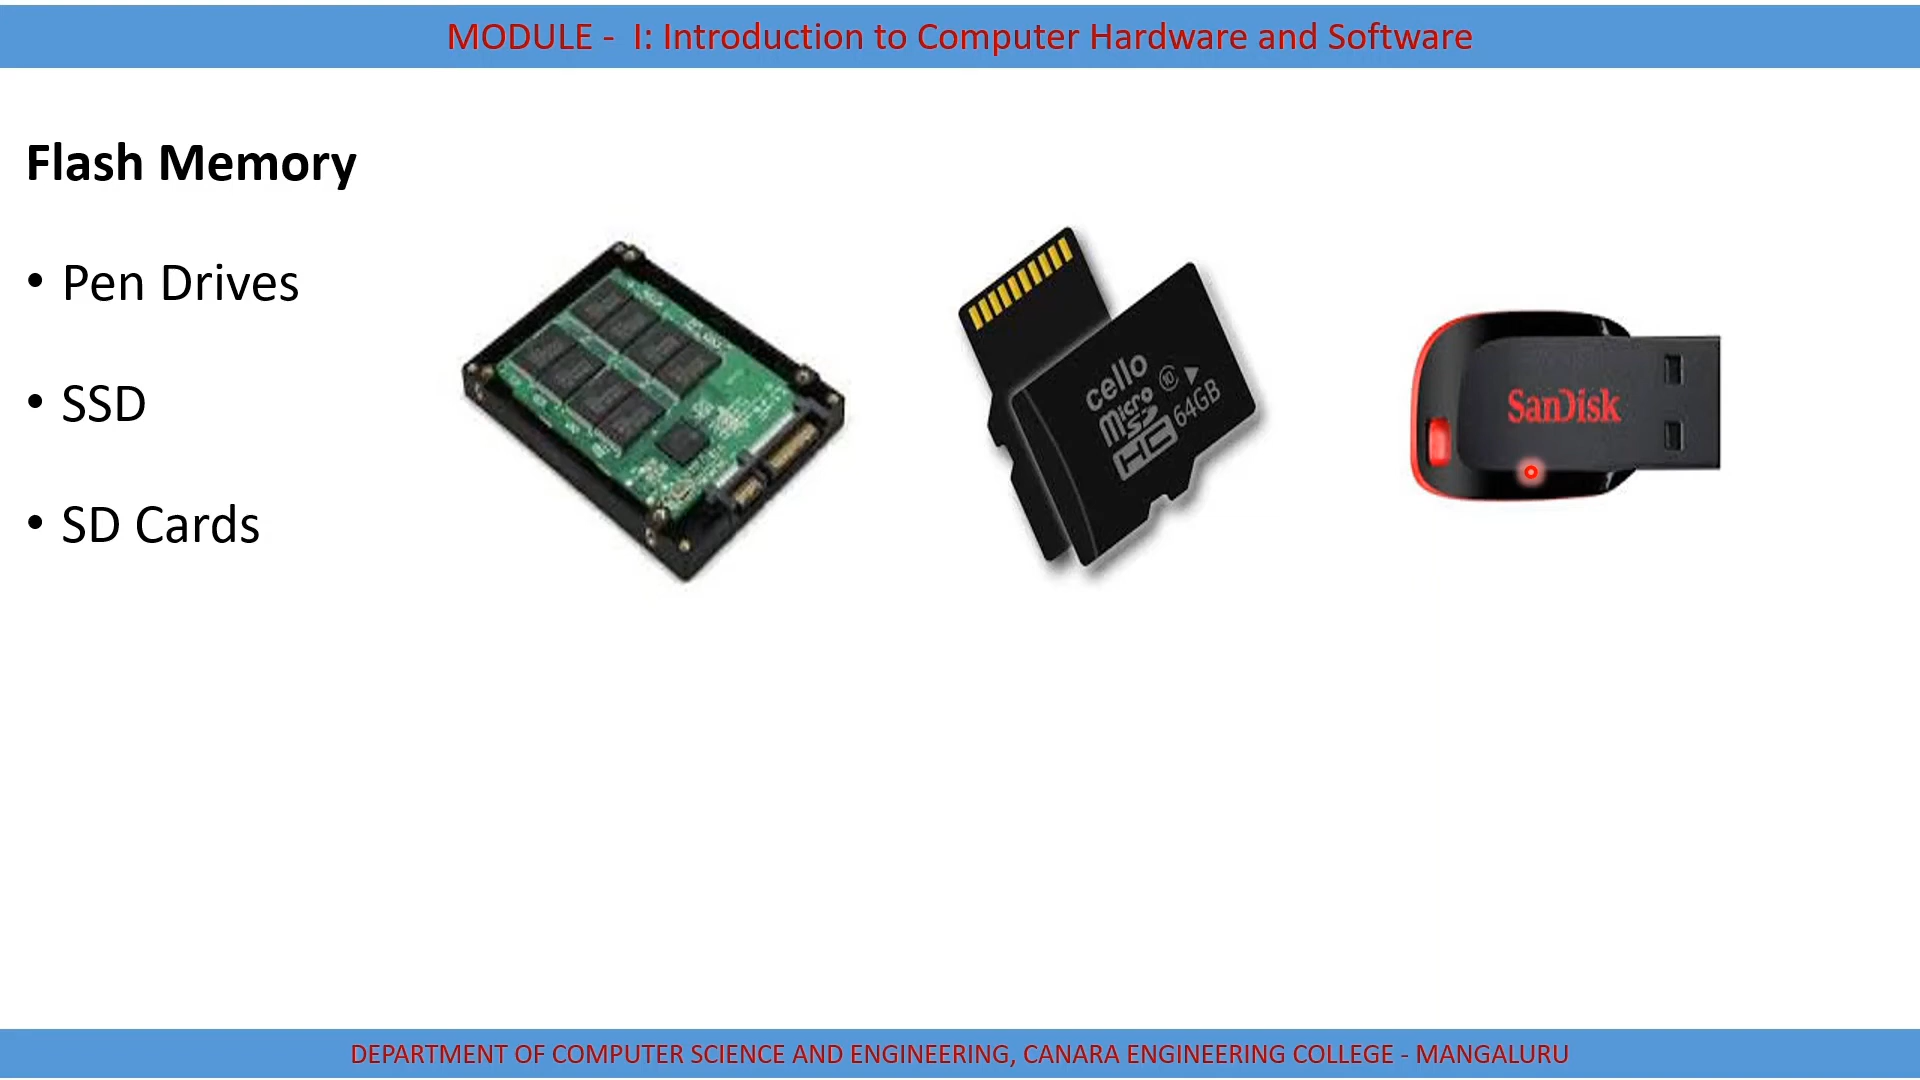 MODULE - I: Introduction to Computer Hardware and Software
Flash Memory
• Pen Drives
• SSD
• SD Cards
cello
micro
SD
HC
10
64GB
SanDisk
DEPARTMENT OF COMPUTER SCIENCE AND ENGINEERING, CANARA ENGINEERING COLLEGE - MANGALURU